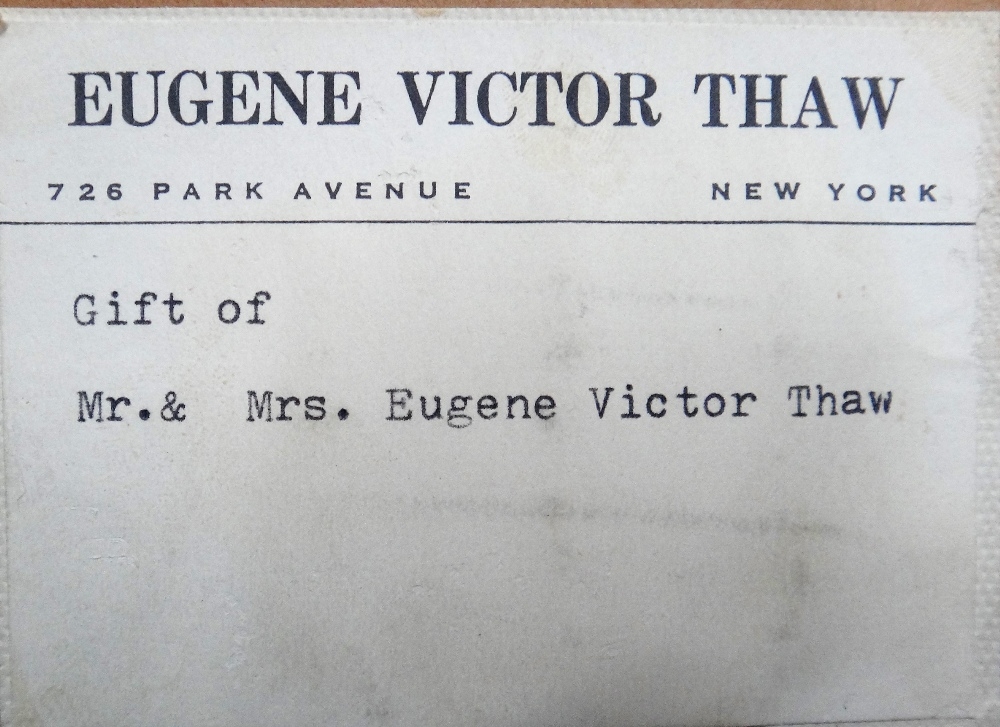 EUGENE VICTOR THAW
726 PARK AVENUE NEW YORK
Gift of
Mr.& Mrs. Eugene Victor Thaw